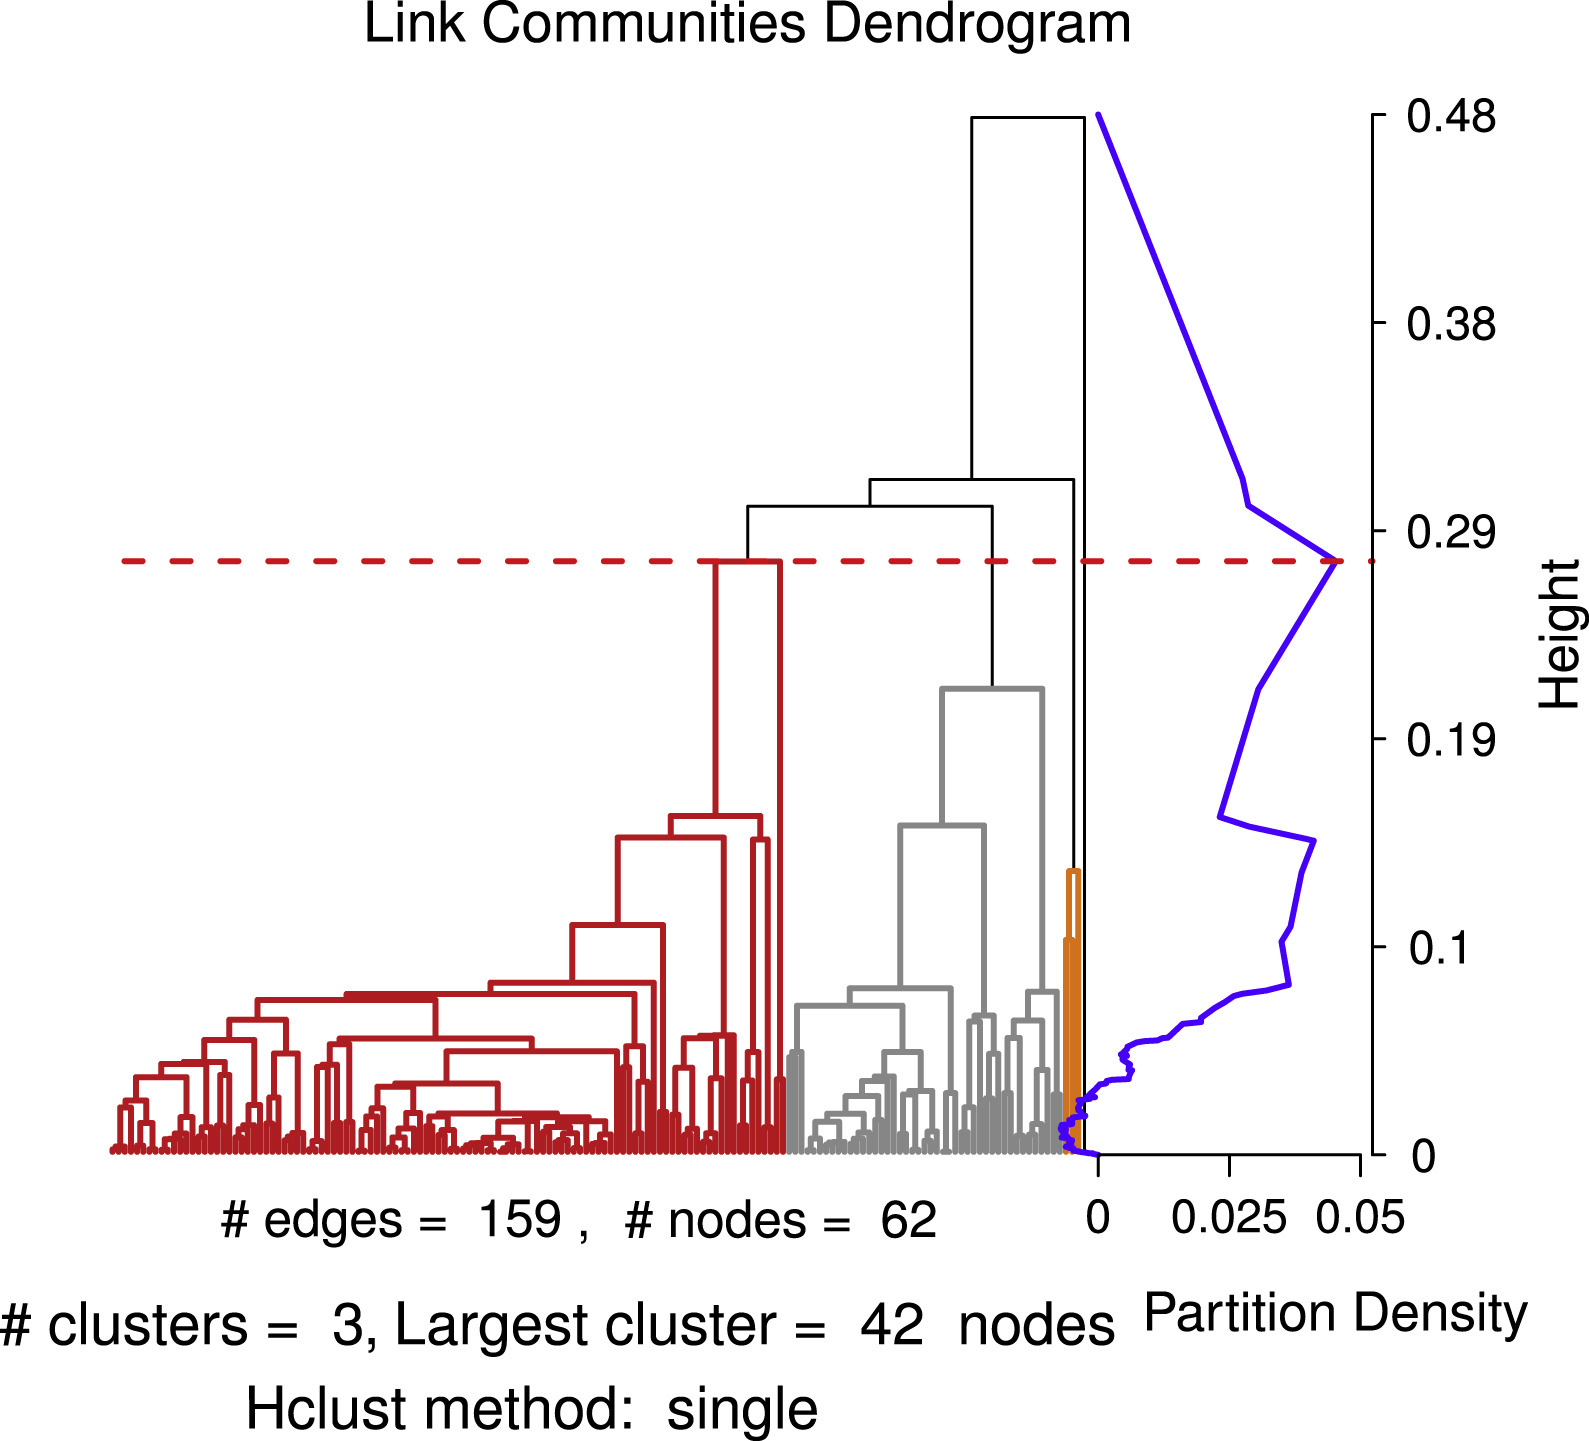 Link Communities Dendrogram
0.48
0.38
0.29
0.19
0.1
0
Height
0 0.025 0.05
Partition Density
# edges = 159 , # nodes = 62
# clusters = 3, Largest cluster = 42 nodes
Hclust method: single